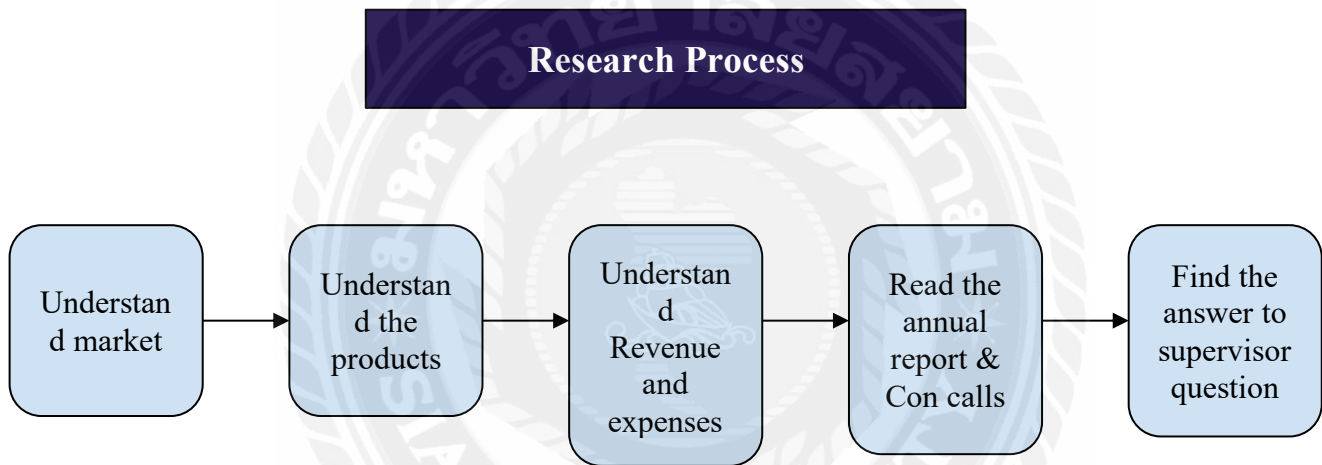 Research Process
Understan
d market
Understan
d the
products
Understan
d
Revenue
and
expenses
Read the
annual
report &
Con calls
Find the
answer to
supervisor
question